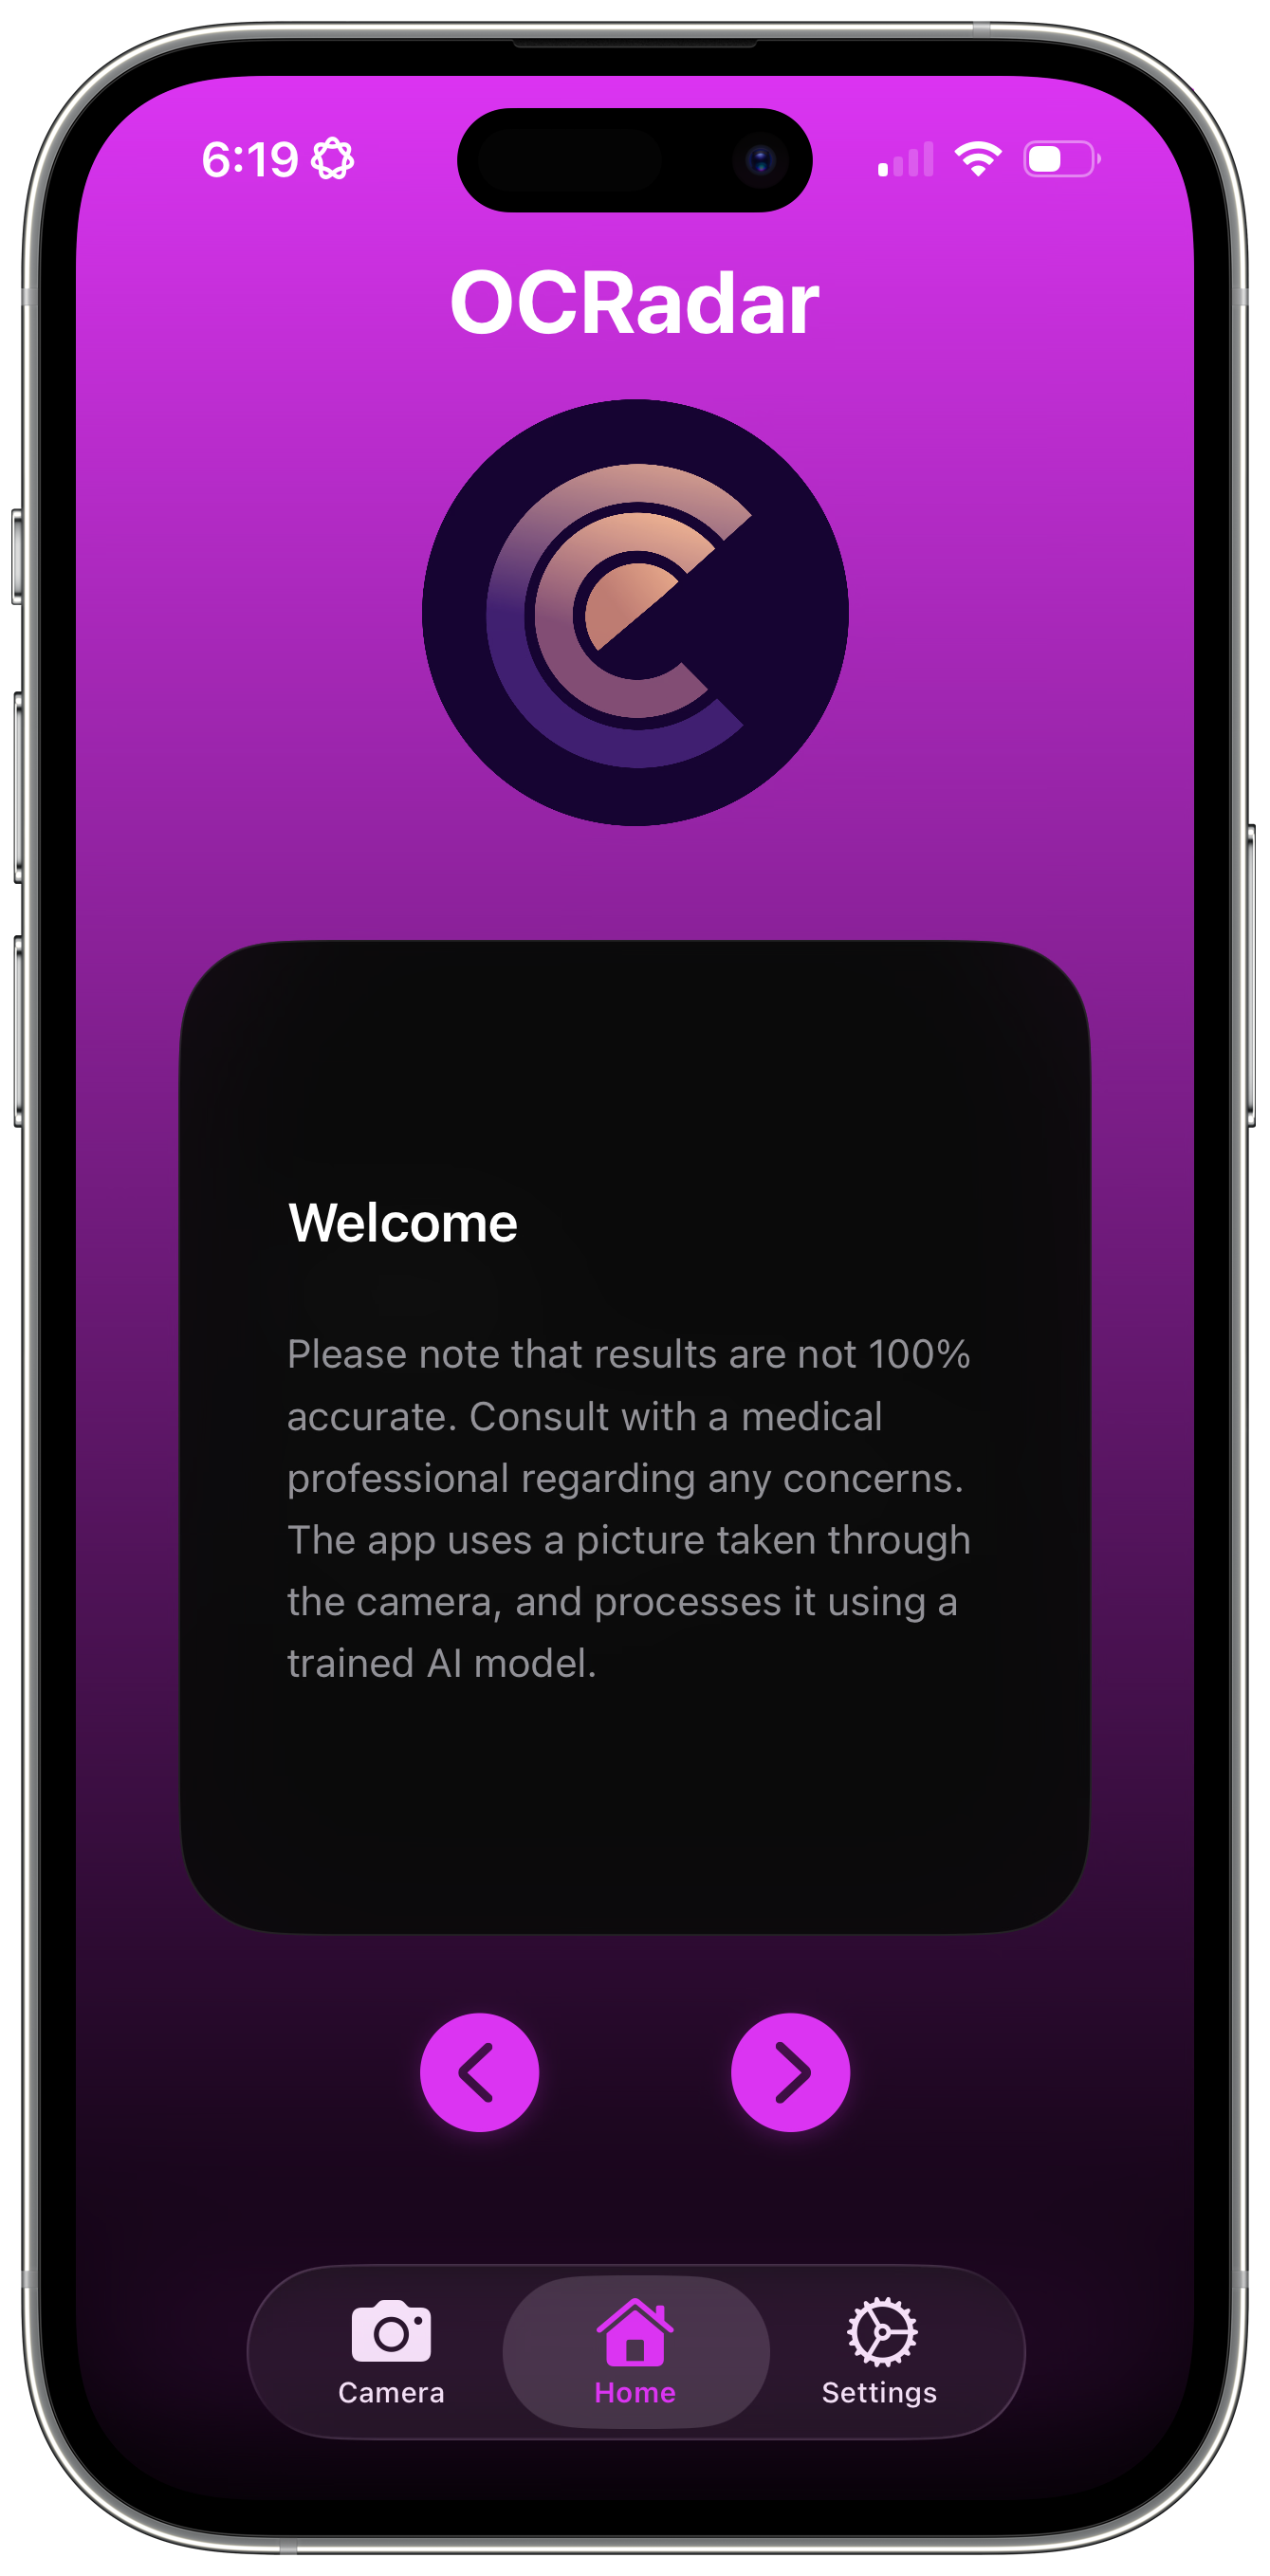 6:19
OCRadar
Welcome
Please note that results are not 100%
accurate. Consult with a medical
professional regarding any concerns.
The app uses a picture taken through
the camera, and processes it using a
trained AI model.
Camera
Home
Settings